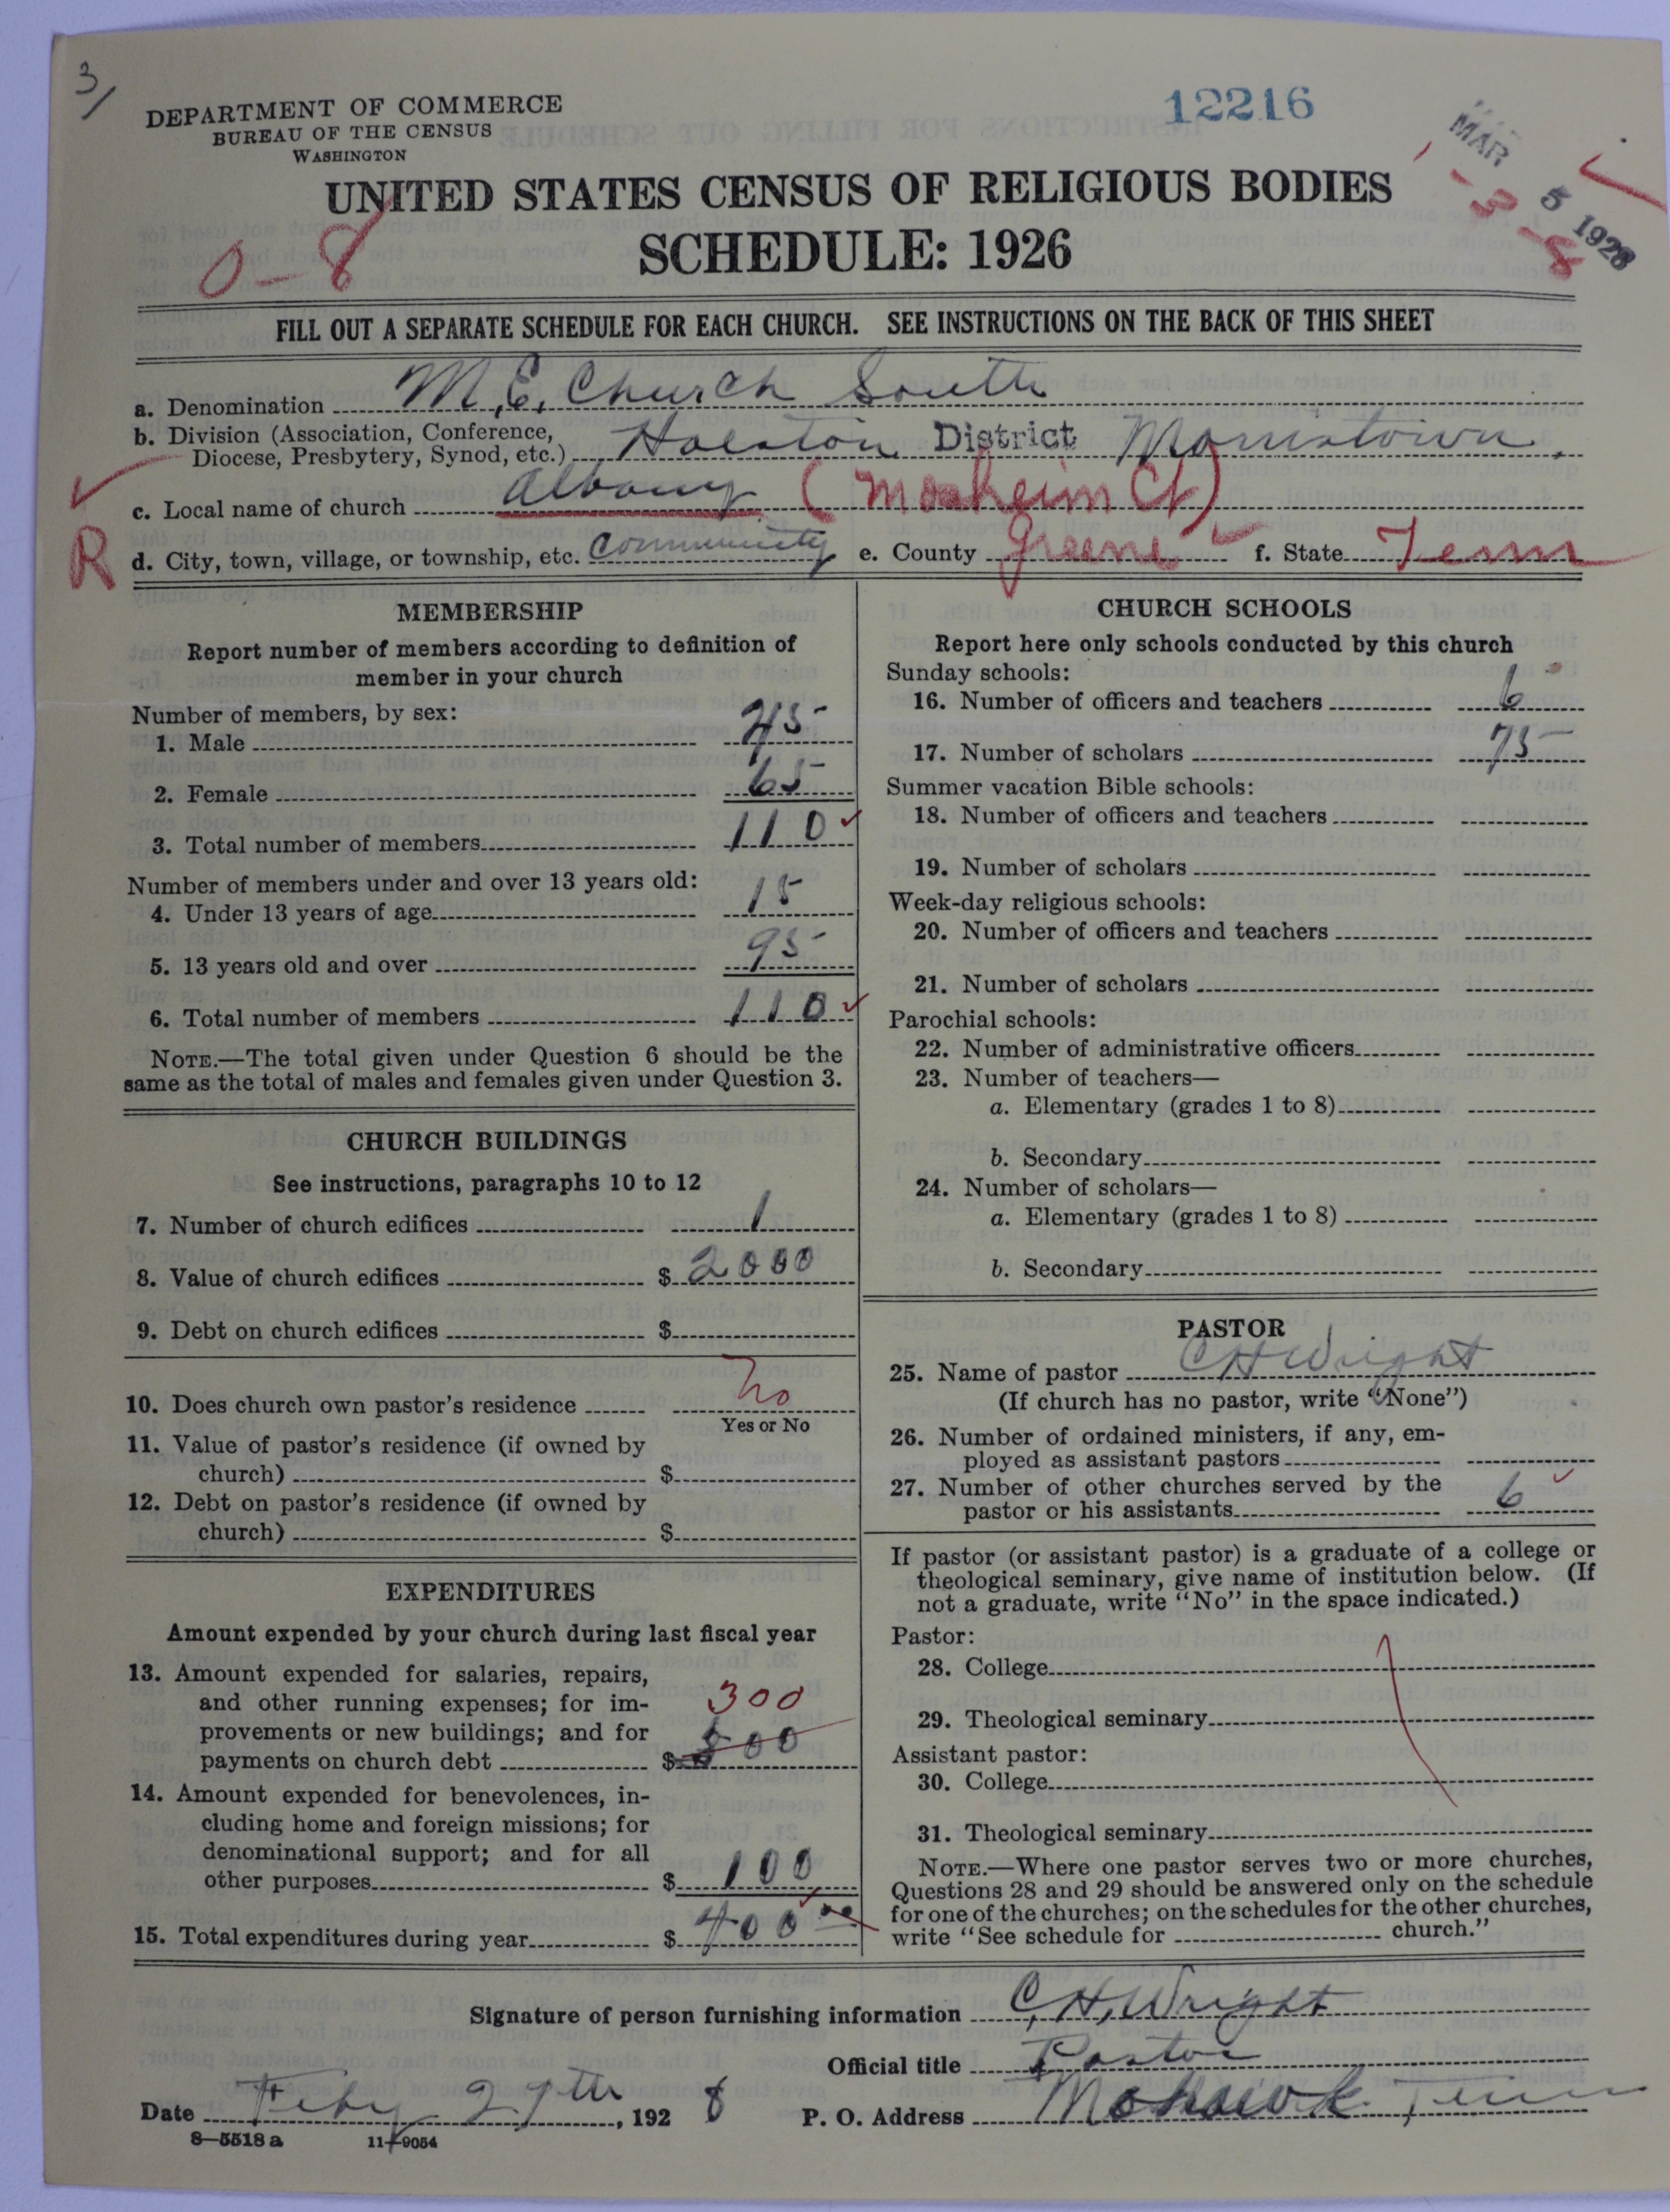 3/
DEPARTMENT OF COMMERCE
BUREAU OF THE CENSUS
WASHINGTON
12216
MAR 5 1928
-3-8
UNITED STATES CENSUS OF RELIGIOUS BODIES
0-8
SCHEDULE: 1926
FILL OUT A SEPARATE SCHEDULE FOR EACH CHURCH. SEE INSTRUCTIONS ON THE BACK OF THIS SHEET
a. Denomination M.E. Church South
b. Division (Association, Conference, Diocese, Presbytery, Synod, etc.) Holston District Morristown
c. Local name of church Albany (Mosheim Ct)
R
d. City, town, village, or township, etc. Community e. County Greene f. State Tenn
MEMBERSHIP
Report number of members according to definition of
member in your church
Number of members, by sex:
1. Male 45
2. Female 65
3. Total number of members 110
Number of members under and over 13 years old:
4. Under 13 years of age 15
5. 13 years old and over 95
6. Total number of members 110
NOTE.—The total given under Question 6 should be the
same as the total of males and females given under Question 3.
CHURCH BUILDINGS
See instructions, paragraphs 10 to 12
7. Number of church edifices 1
8. Value of church edifices $ 2000
9. Debt on church edifices $
10. Does church own pastor's residence No
Yes or No
11. Value of pastor's residence (if owned by
church) $
12. Debt on pastor's residence (if owned by
church) $
EXPENDITURES
Amount expended by your church during last fiscal year
13. Amount expended for salaries, repairs,
and other running expenses; for im- 300
provements or new buildings; and for
payments on church debt $
14. Amount expended for benevolences, in-
cluding home and foreign missions; for
denominational support; and for all
other purposes $ 100
15. Total expenditures during year $ 400 00
CHURCH SCHOOLS
Report here only schools conducted by this church
Sunday schools:
16. Number of officers and teachers 6
17. Number of scholars 75
Summer vacation Bible schools:
18. Number of officers and teachers
19. Number of scholars
Week-day religious schools:
20. Number of officers and teachers
21. Number of scholars
Parochial schools:
22. Number of administrative officers
23. Number of teachers—
a. Elementary (grades 1 to 8)
b. Secondary
24. Number of scholars—
a. Elementary (grades 1 to 8)
b. Secondary
PASTOR
25. Name of pastor C H Wright
(If church has no pastor, write "None")
26. Number of ordained ministers, if any, em-
ployed as assistant pastors
27. Number of other churches served by the
pastor or his assistants 6
If pastor (or assistant pastor) is a graduate of a college or
theological seminary, give name of institution below. (If
not a graduate, write "No" in the space indicated.)
Pastor:
28. College
29. Theological seminary
Assistant pastor:
30. College
31. Theological seminary
NOTE.—Where one pastor serves two or more churches,
Questions 28 and 29 should be answered only on the schedule
for one of the churches; on the schedules for the other churches,
write "See schedule for church."
Signature of person furnishing information C. H. Wright
Official title Pastor
Date Feby 29th, 1928 P. O. Address Mohawk Tenn
8—5518a 11—9054